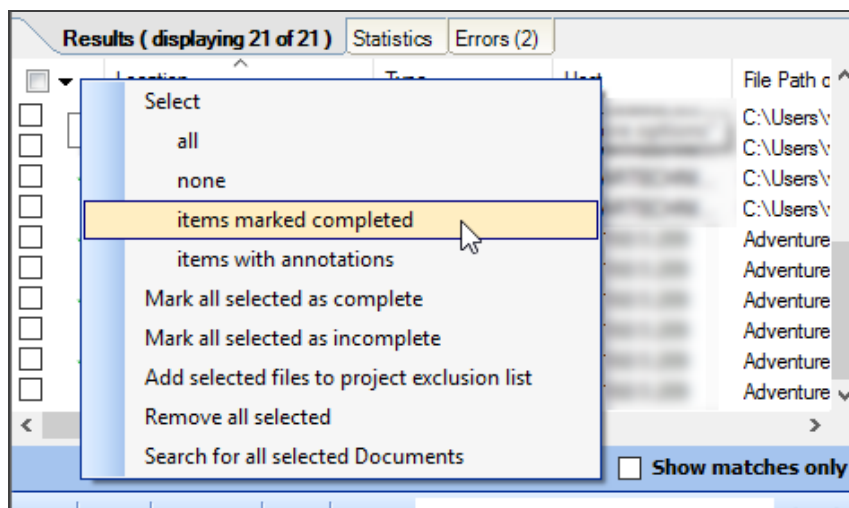 Results ( displaying 21 of 21 ) Statistics Errors (2)
Location Type Host File Path o
Select
all
none
items marked completed
items with annotations
Mark all selected as complete
Mark all selected as incomplete
Add selected files to project exclusion list
Remove all selected
Search for all selected Documents
C:\Users\
C:\Users\
C:\Users\
C:\Users\
Adventure
Adventure
Adventure
Adventure
Adventure
Adventure
Show matches only